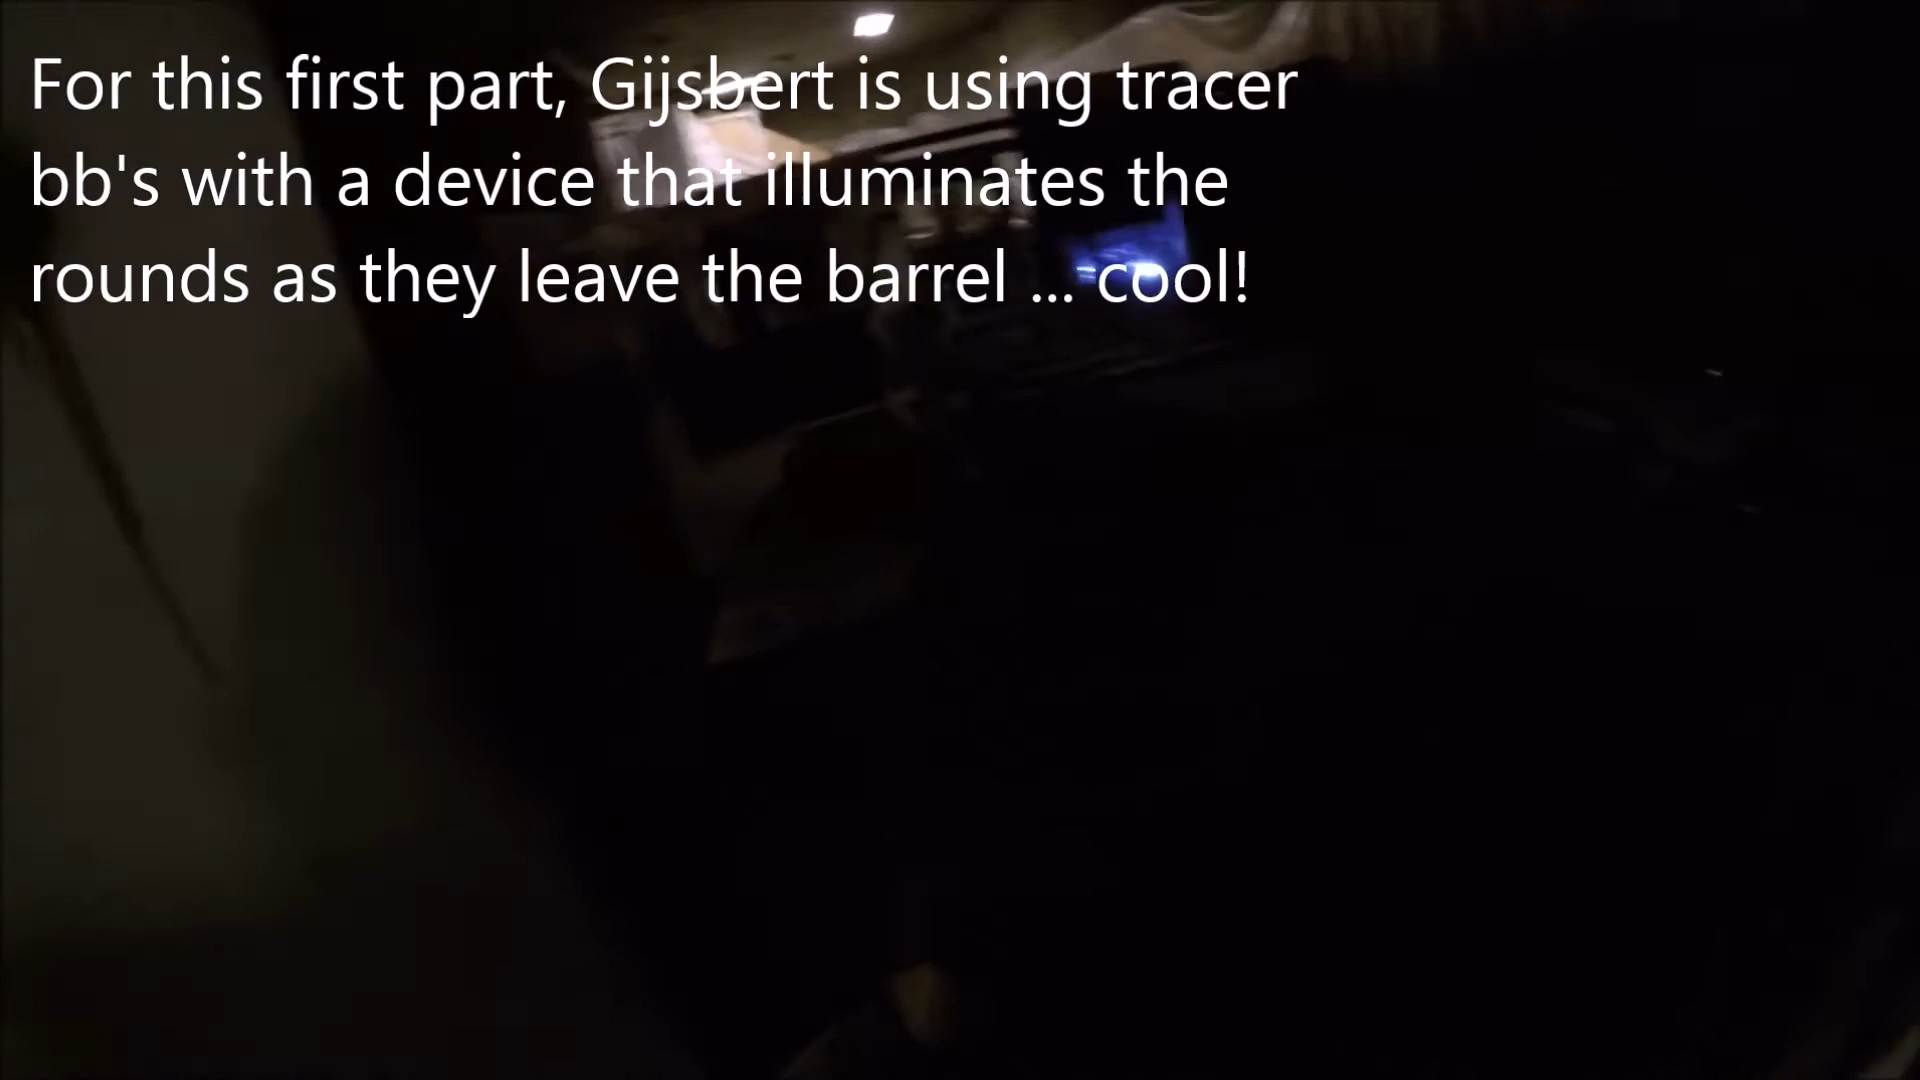 For this first part, Gijsbert is using tracer
bb's with a device that illuminates the
rounds as they leave the barrel ... cool!